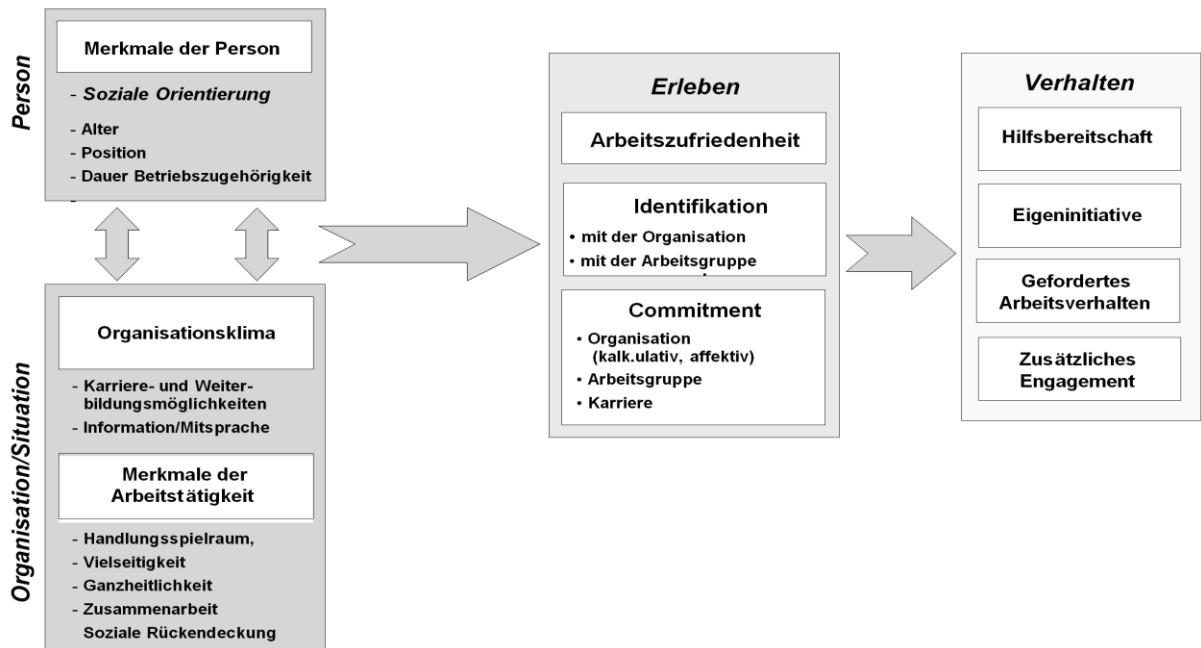 Person
Merkmale der Person
- Soziale Orientierung
- Alter
- Position
- Dauer Betriebszugehörigkeit
-
Organisation/Situation
Organisationsklima
- Karriere- und Weiter-
bildungsmöglichkeiten
- Information/Mitsprache
Merkmale der
Arbeitstätigkeit
- Handlungsspielraum,
- Vielseitigkeit
- Ganzheitlichkeit
- Zusammenarbeit
Soziale Rückendeckung
Erleben
Arbeitszufriedenheit
Identifikation
• mit der Organisation
• mit der Arbeitsgruppe
Commitment
• Organisation
(kalk.ulativ, affektiv)
• Arbeitsgruppe
• Karriere
Verhalten
Hilfsbereitschaft
Eigeninitiative
Gefordertes
Arbeitsverhalten
Zusätzliches
Engagement